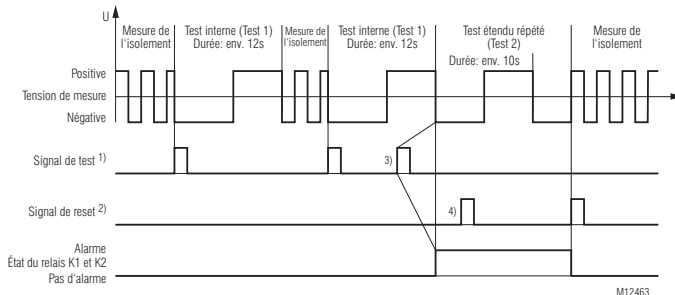 U
Mesure de
l'isolement
Test interne (Test 1)
Durée: env. 12s
Mesure de
l'isolement
Test interne (Test 1)
Durée: env. 12s
Test étendu répété
(Test 2)
Durée: env. 10s
Mesure de
l'isolement
Positive
Tension de mesure
Négative
Signal de test 1)
3)
Signal de reset 2)
4)
Alarme
État du relais K1 et K2
Pas d'alarme
M12463